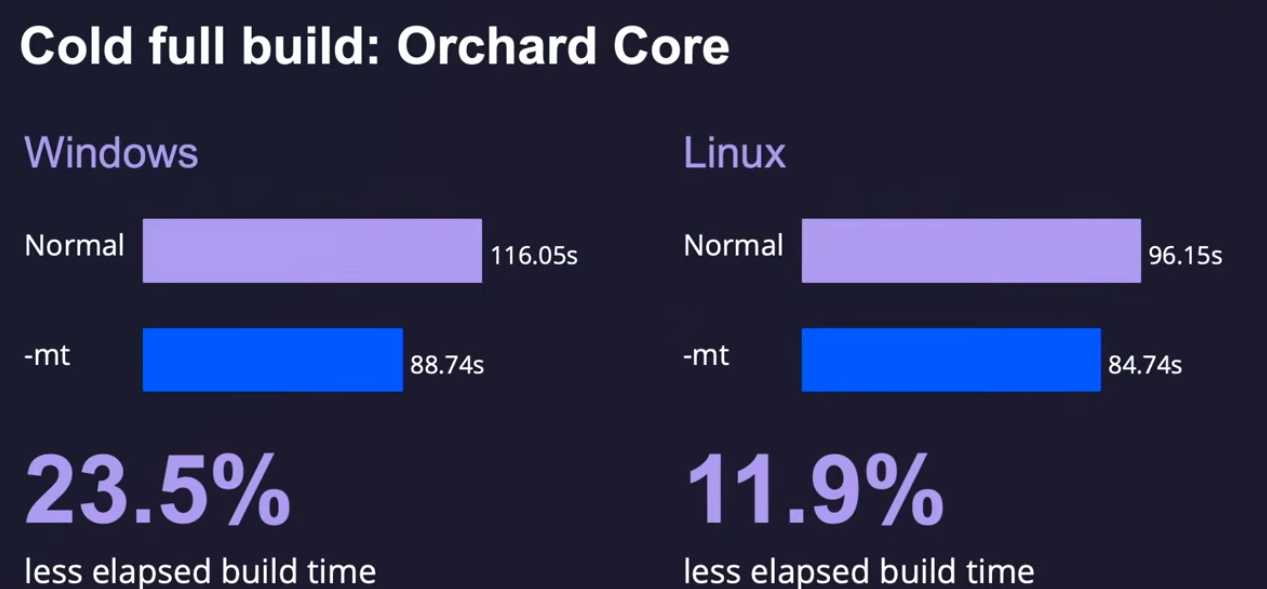 Cold full build: Orchard Core
Windows
Normal 116.05s
-mt 88.74s
23.5%
less elapsed build time
Linux
Normal 96.15s
-mt 84.74s
11.9%
less elapsed build time